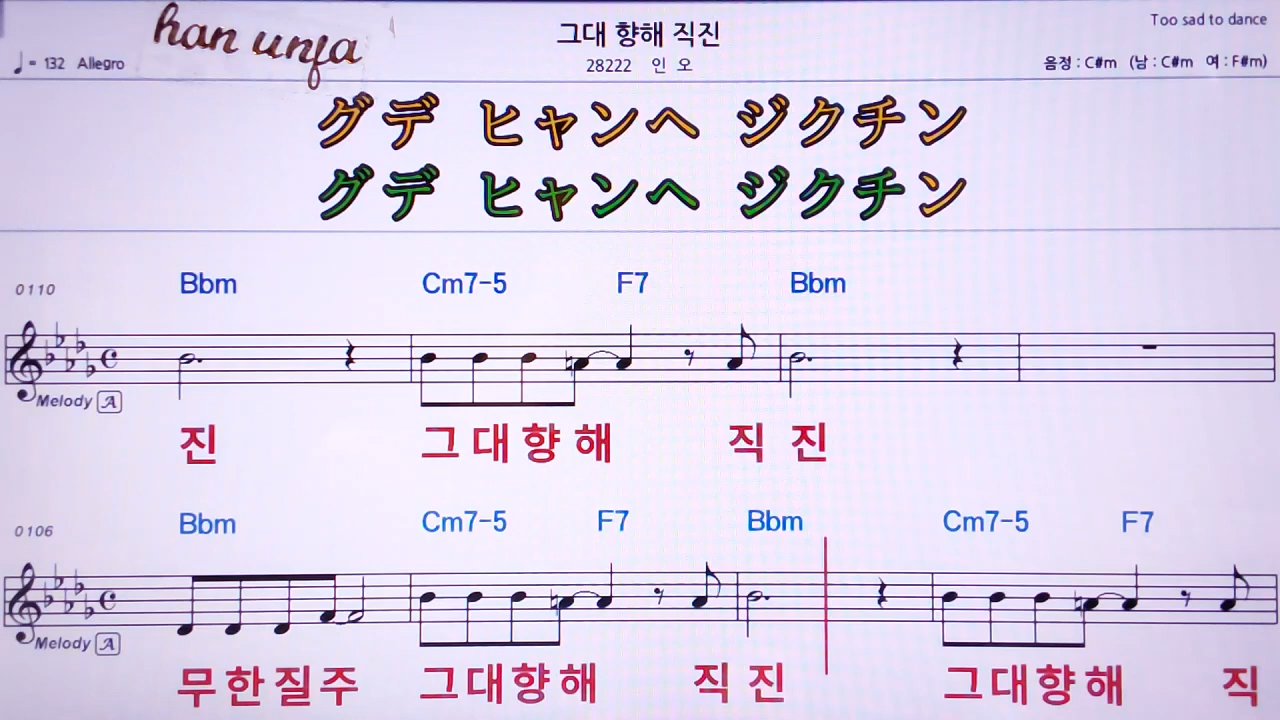 han unfa
그대 향해 직진
Too sad to dance
♩= 132 Allegro
28222 인 오
음정 : C#m (남 : C#m 여 : F#m)
グデ ヒャンヘ ジクチン
グデ ヒャンヘ ジクチン
0110 Bbm Cm7-5 F7 Bbm
Melody A
진 그대향해 직 진
0106 Bbm Cm7-5 F7 Bbm Cm7-5 F7
Melody A
무한질주 그대향해 직 진 그대향해 직